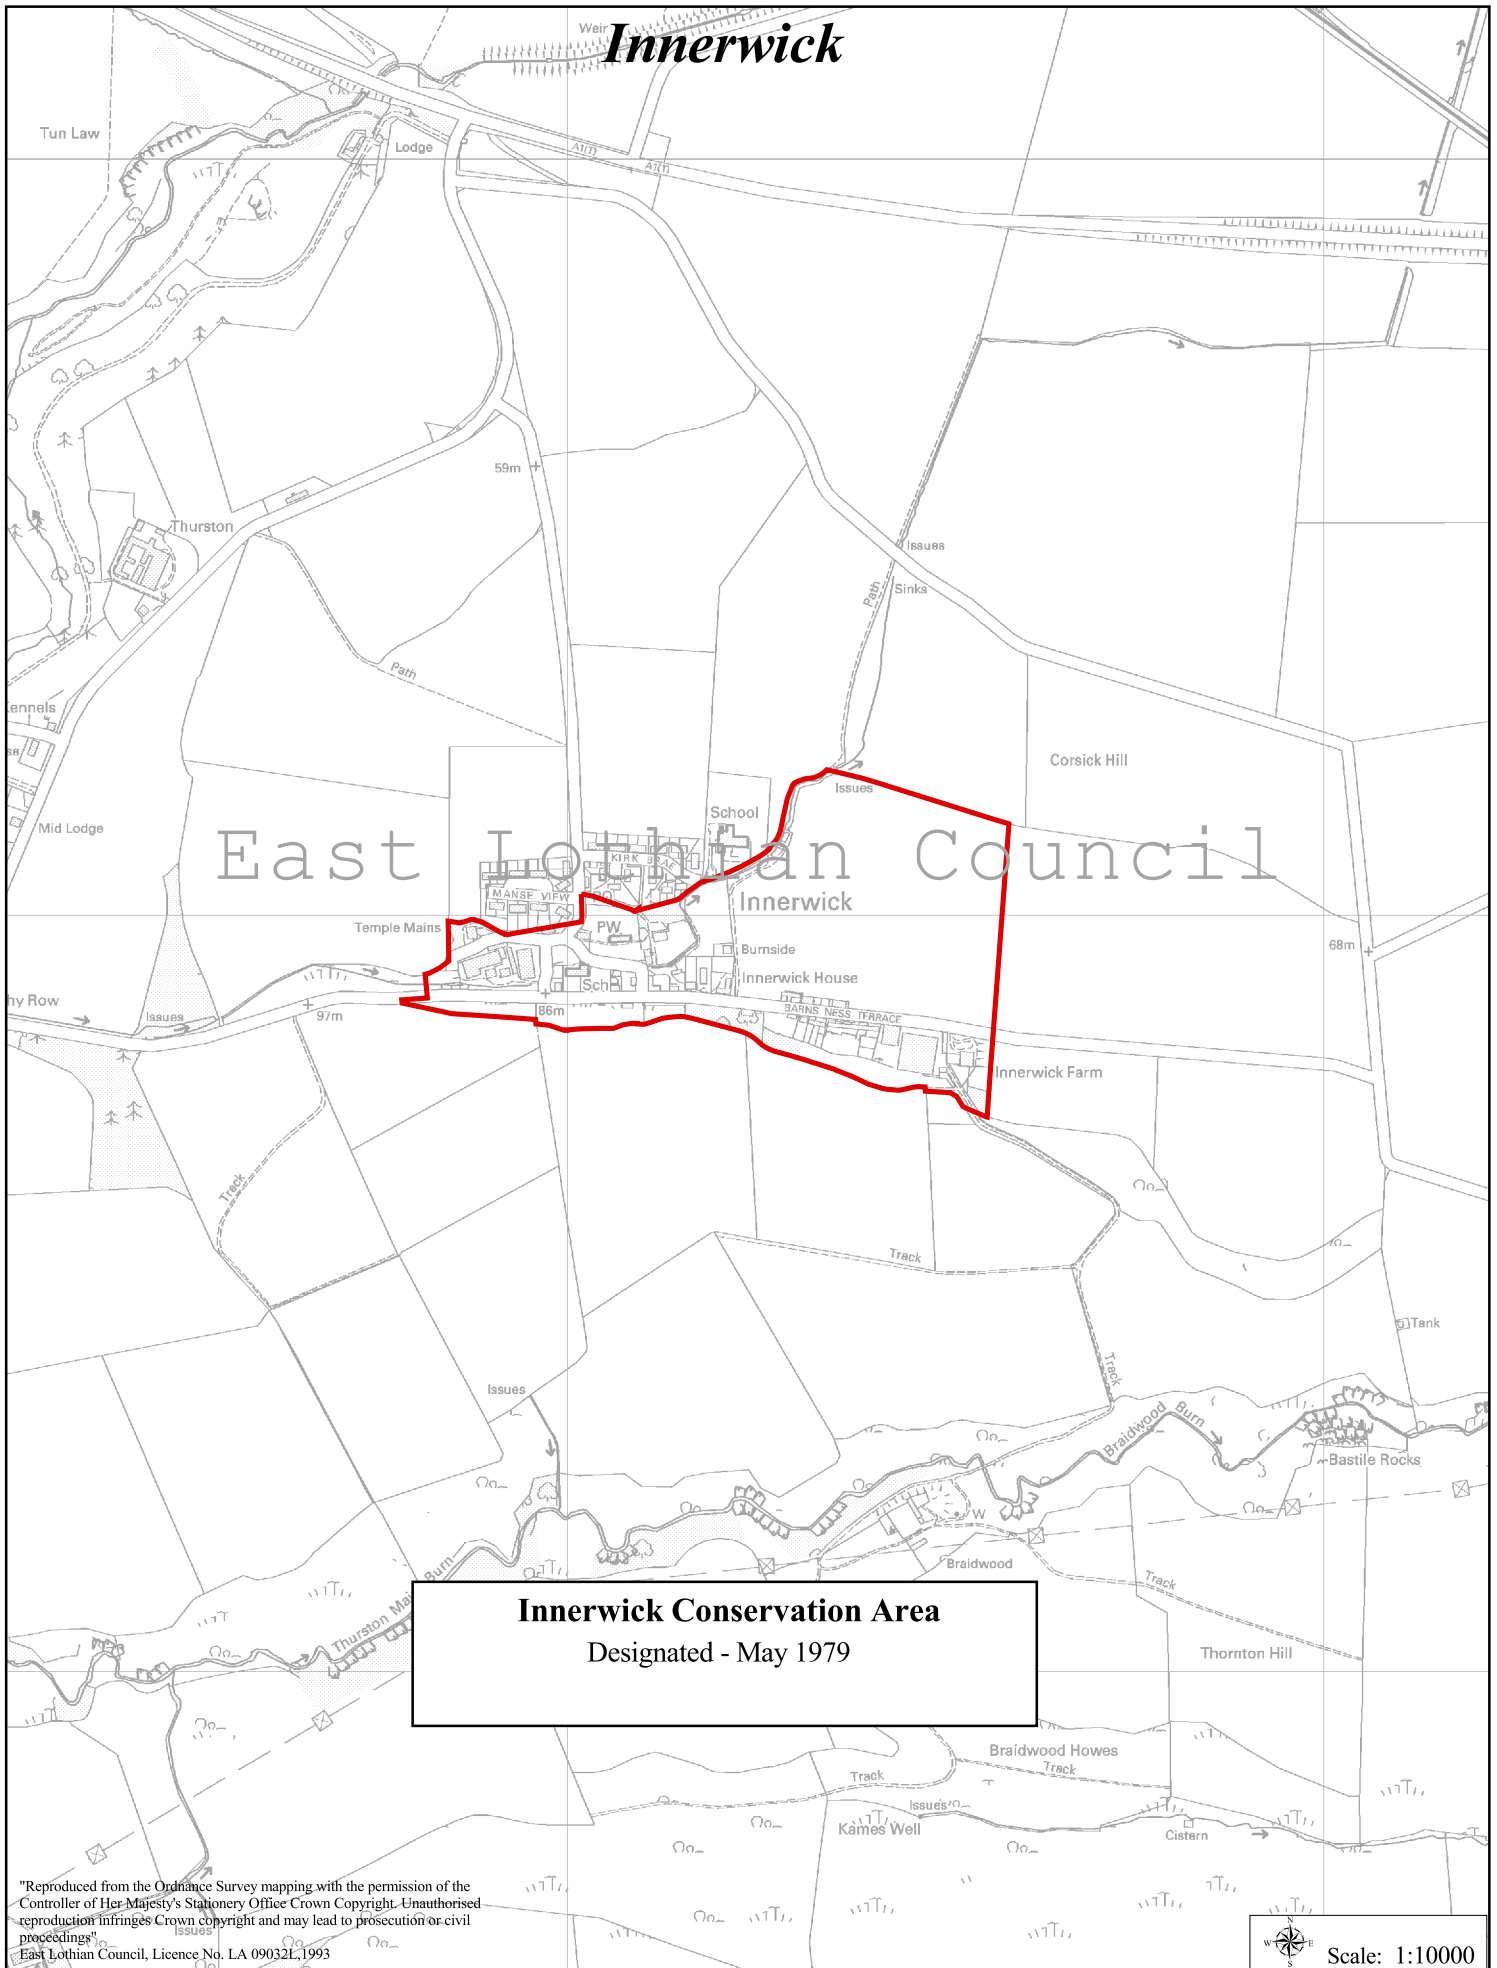 Innerwick
Weir
Tun Law
Lodge
A1(T)
A1(T)
59m
Thurston
Issues
Path
Sinks
Path
ennels
se
Corsick Hill
Issues
School
Mid Lodge
East Lothian Council
KIRK BRAE
MANSE VIEW
PO
Innerwick
Temple Mains
PW
68m
Burnside
Sch
Innerwick House
hy Row
Issues
97m
86m
BARNS NESS TERRACE
Innerwick Farm
Track
Track
Tank
Track
Issues
Braidwood Burn
Bastile Rocks
W
Braidwood
Track
Thurston Mai
Burn
Innerwick Conservation Area
Designated - May 1979
Thornton Hill
Braidwood Howes
Track
Track
Issues
Kames Well
Cistern
"Reproduced from the Ordnance Survey mapping with the permission of the
Controller of Her Majesty's Stationery Office Crown Copyright. Unauthorised
reproduction infringes Crown copyright and may lead to prosecution or civil
proceedings"
Issues
East Lothian Council, Licence No. LA 09032L,1993
N
W E
S
Scale: 1:10000